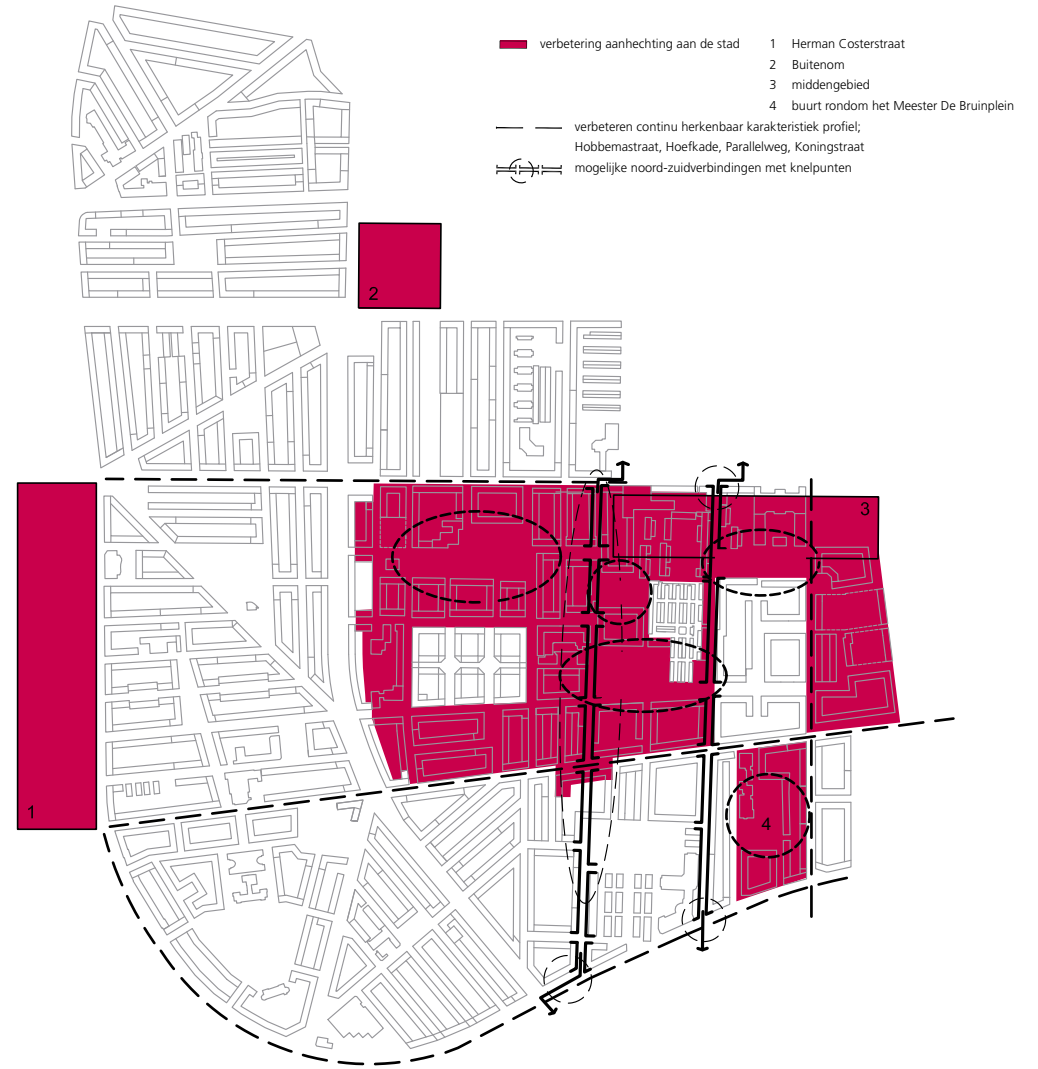 verbetering aanhechting aan de stad
1 Herman Costerstraat
2 Buitenom
3 middengebied
4 buurt rondom het Meester De Bruinplein
verbeteren continu herkenbaar karakteristiek profiel;
Hobbemastraat, Hoefkade, Parallelweg, Koningstraat
mogelijke noord-zuidverbindingen met knelpunten
2
3
1
4